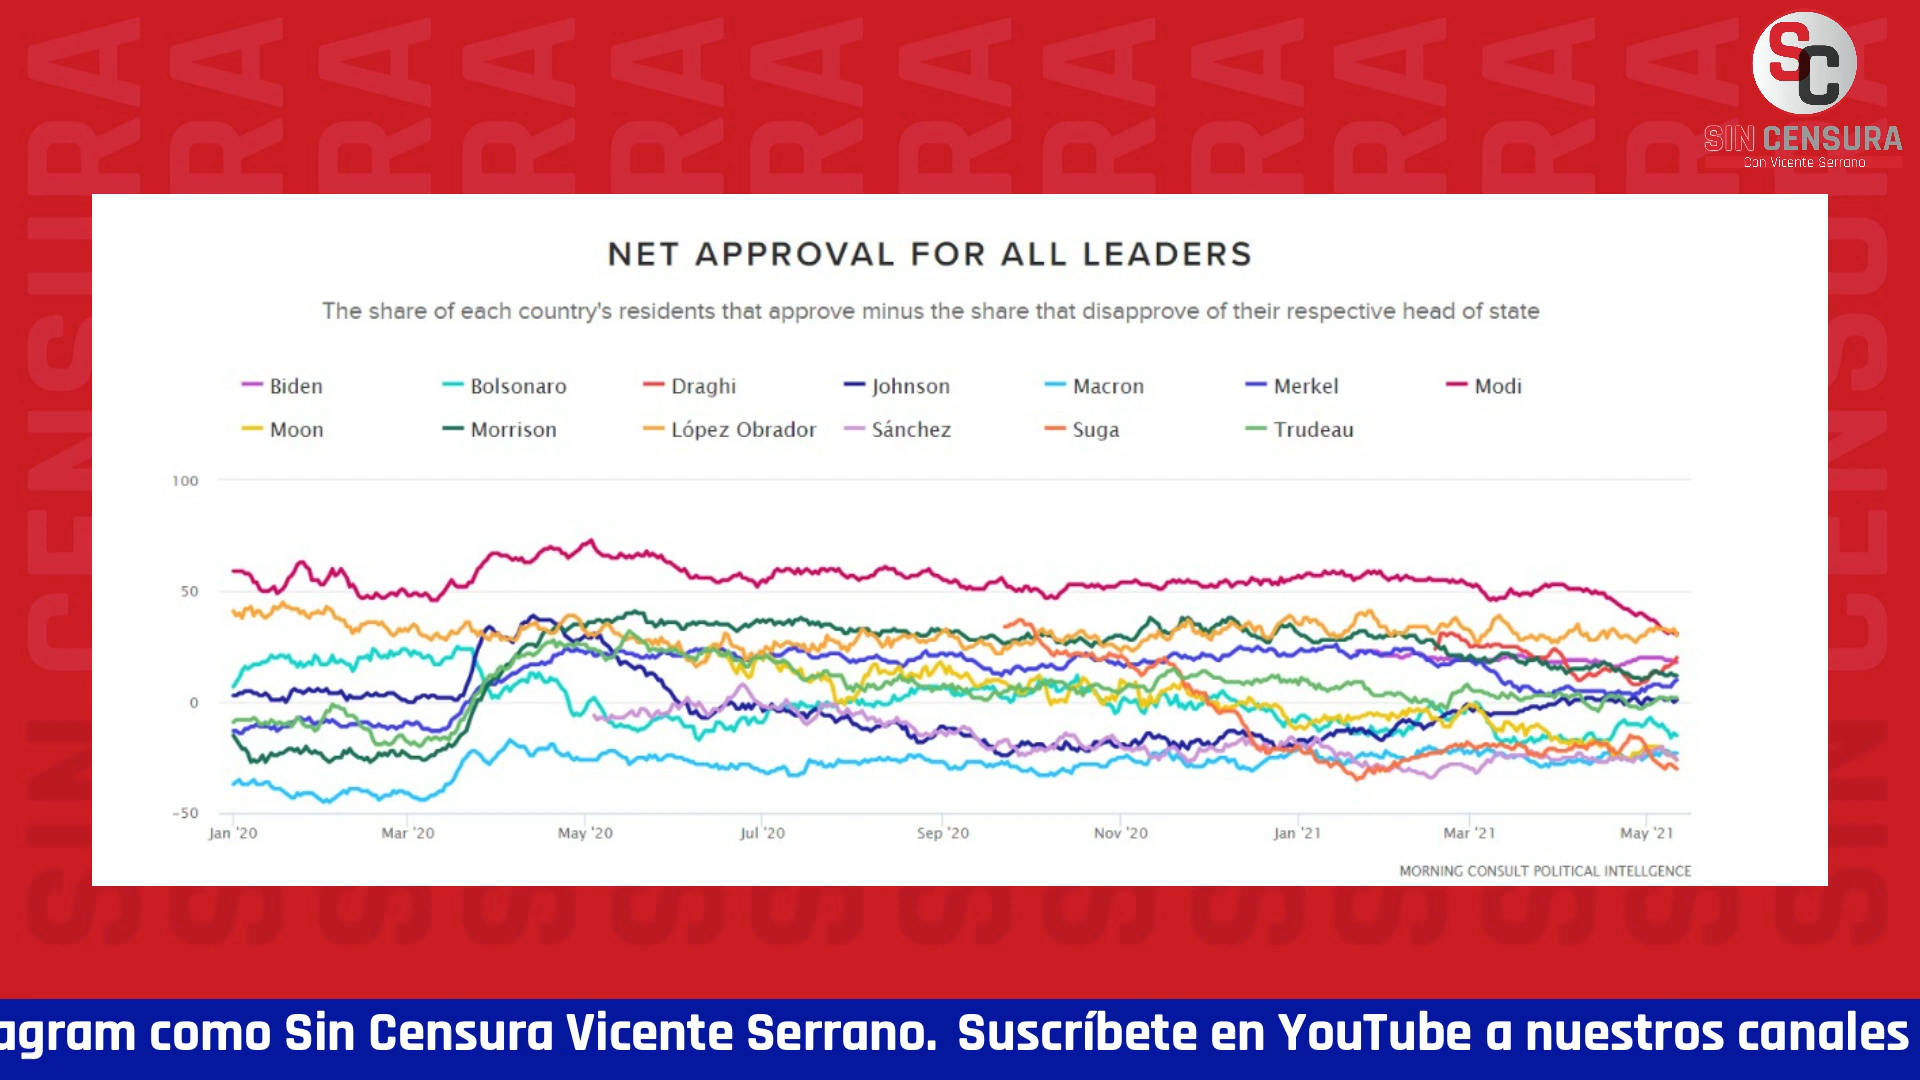 SC
SIN CENSURA
Con Vicente Serrano
NET APPROVAL FOR ALL LEADERS
The share of each country's residents that approve minus the share that disapprove of their respective head of state
Biden Bolsonaro Draghi Johnson Macron Merkel Modi
Moon Morrison López Obrador Sánchez Suga Trudeau
100
50
0
-50
Jan '20 Mar '20 May '20 Jul '20 Sep '20 Nov '20 Jan '21 Mar '21 May '21
MORNING CONSULT POLITICAL INTELLGENCE
SIN CENSURA
agram como Sin Censura Vicente Serrano. Suscríbete en YouTube a nuestros canales